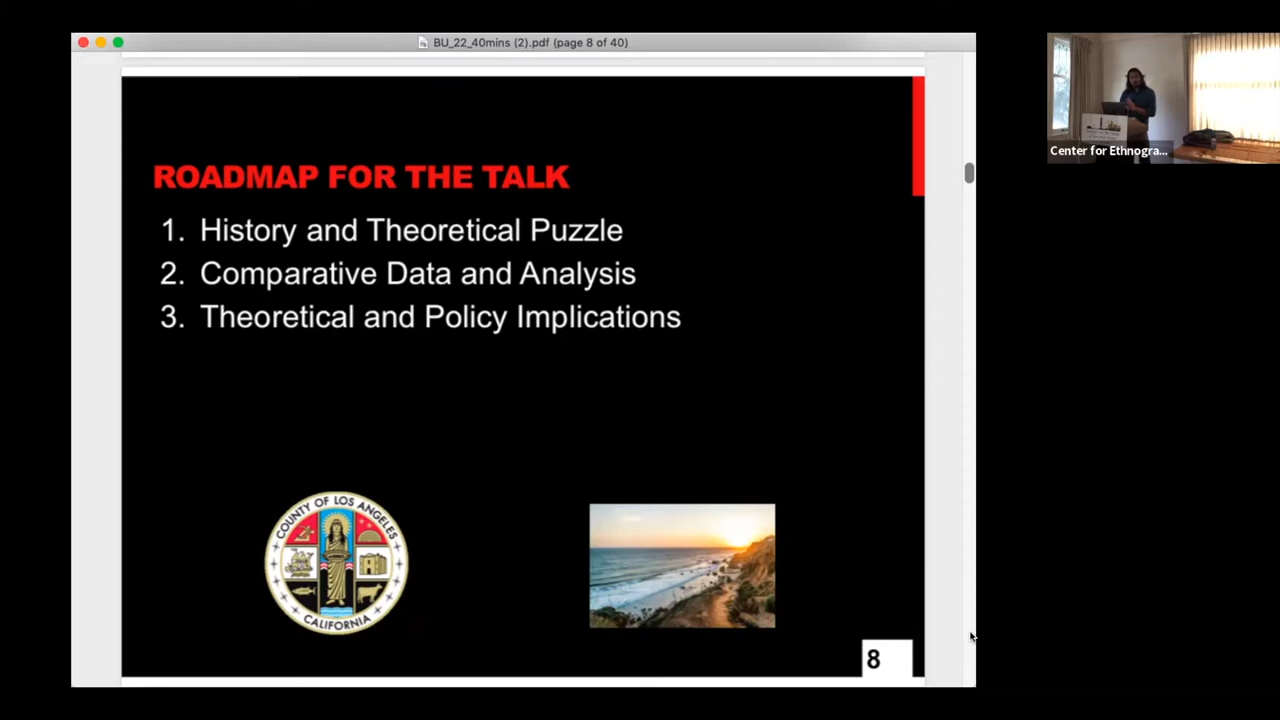 BU_22_40mins (2).pdf (page 8 of 40)
ROADMAP FOR THE TALK
1. History and Theoretical Puzzle
2. Comparative Data and Analysis
3. Theoretical and Policy Implications
COUNTY OF LOS ANGELES
CALIFORNIA
8
Center for Ethnogra...